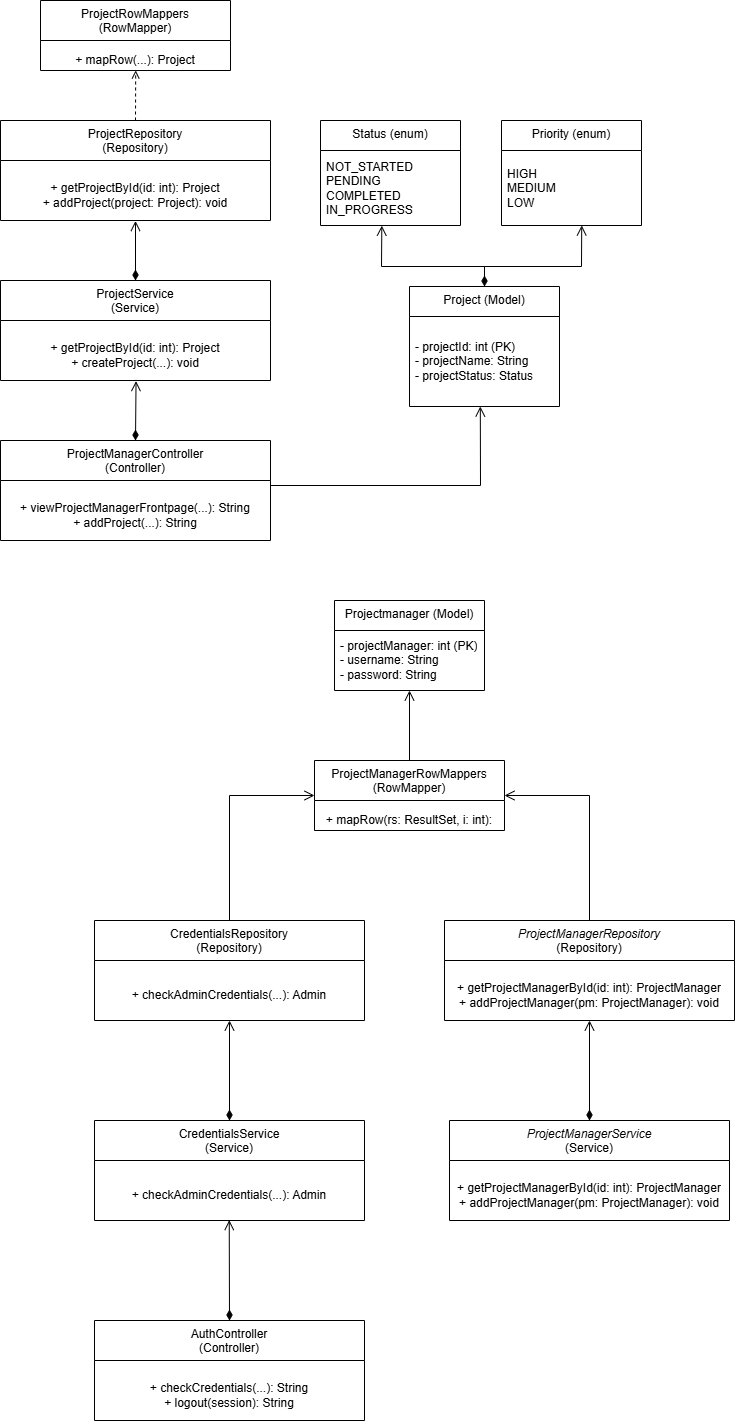 ProjectRowMappers
(RowMapper)
+ mapRow(...): Project
ProjectRepository
(Repository)
+ getProjectById(id: int): Project
+ addProject(project: Project): void
Status (enum)
NOT_STARTED
PENDING
COMPLETED
IN_PROGRESS
Priority (enum)
HIGH
MEDIUM
LOW
ProjectService
(Service)
+ getProjectById(id: int): Project
+ createProject(...): void
Project (Model)
- projectId: int (PK)
- projectName: String
- projectStatus: Status
ProjectManagerController
(Controller)
+ viewProjectManagerFrontpage(...): String
+ addProject(...): String
Projectmanager (Model)
- projectManager: int (PK)
- username: String
- password: String
ProjectManagerRowMappers
(RowMapper)
+ mapRow(rs: ResultSet, i: int):
CredentialsRepository
(Repository)
+ checkAdminCredentials(...): Admin
ProjectManagerRepository
(Repository)
+ getProjectManagerById(id: int): ProjectManager
+ addProjectManager(pm: ProjectManager): void
CredentialsService
(Service)
+ checkAdminCredentials(...): Admin
ProjectManagerService
(Service)
+ getProjectManagerById(id: int): ProjectManager
+ addProjectManager(pm: ProjectManager): void
AuthController
(Controller)
+ checkCredentials(...): String
+ logout(session): String